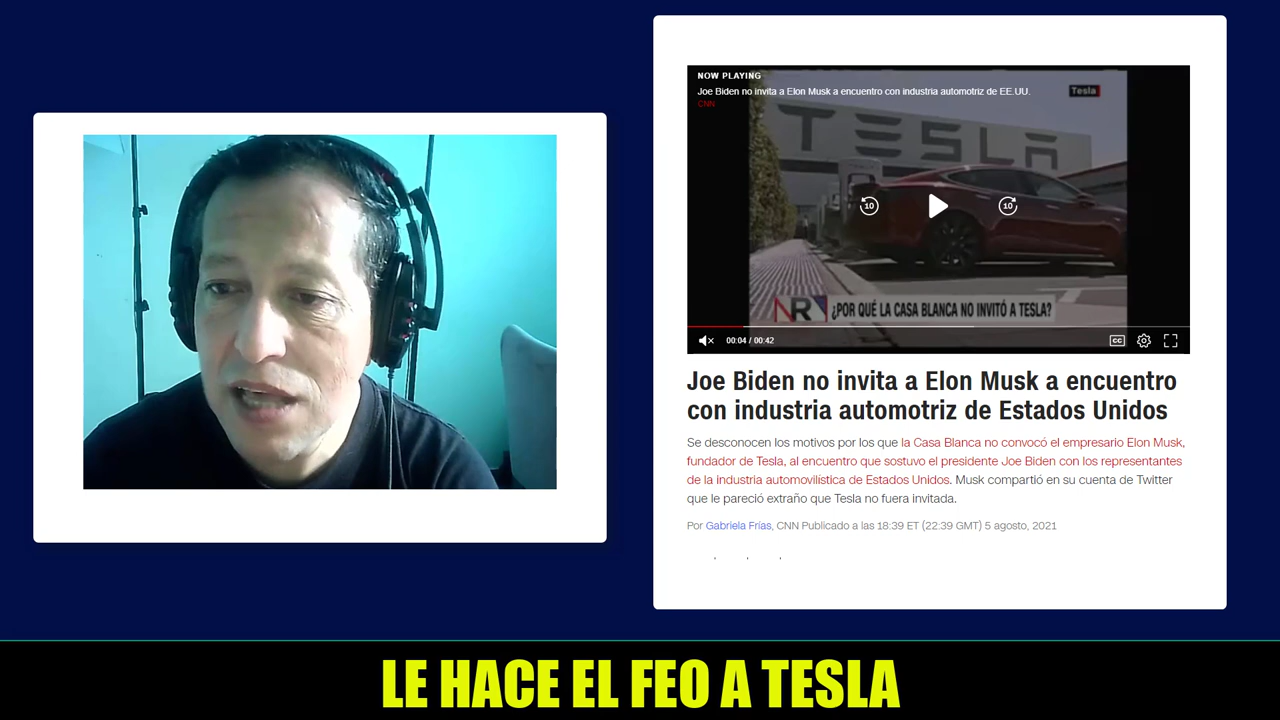 NOW PLAYING
Joe Biden no invita a Elon Musk a encuentro con industria automotriz de EE.UU.
CNN
Tesla
TESLA
10
10
NR
¿POR QUÉ LA CASA BLANCA NO INVITÓ A TESLA?
00:04 / 00:42
CC
Joe Biden no invita a Elon Musk a encuentro
con industria automotriz de Estados Unidos
Se desconocen los motivos por los que la Casa Blanca no convocó el empresario Elon Musk,
fundador de Tesla, al encuentro que sostuvo el presidente Joe Biden con los representantes
de la industria automovilística de Estados Unidos. Musk compartió en su cuenta de Twitter
que le pareció extraño que Tesla no fuera invitada.
Por Gabriela Frías, CNN Publicado a las 18:39 ET (22:39 GMT) 5 agosto, 2021
LE HACE EL FEO A TESLA